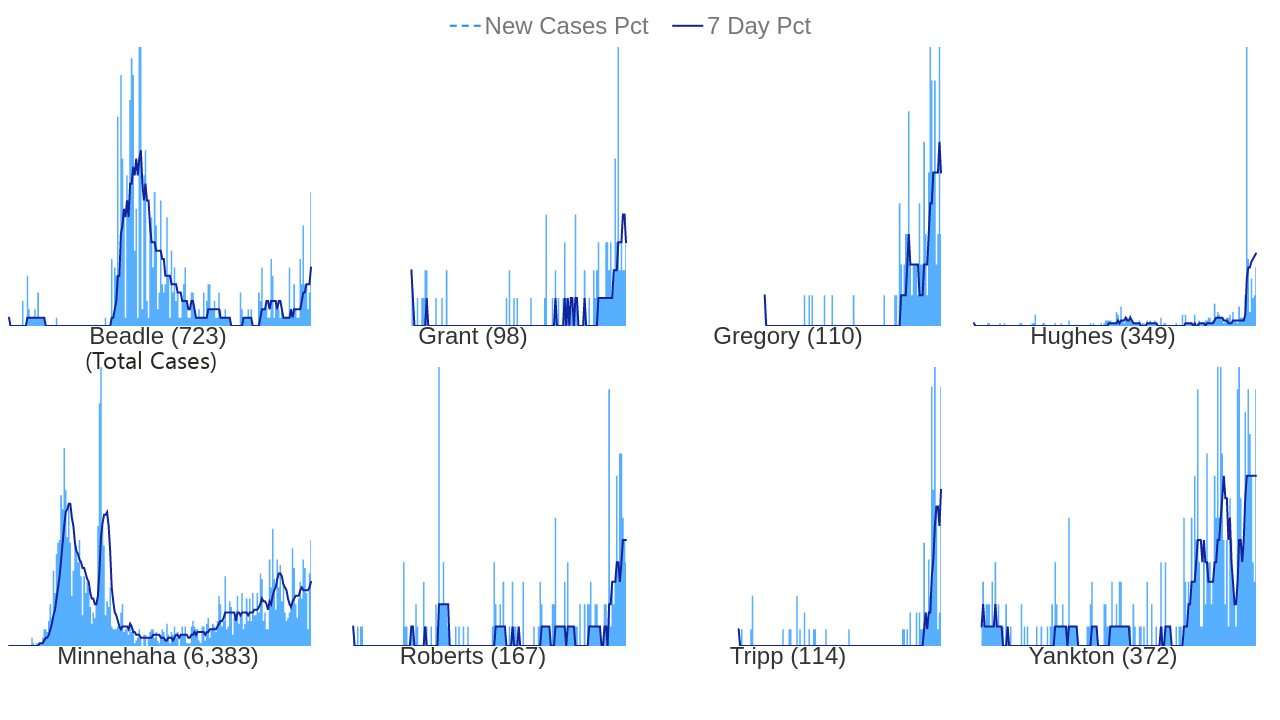 New Cases Pct 7 Day Pct
Beadle (723) Grant (98) Gregory (110) Hughes (349)
(Total Cases)
Minnehaha (6,383) Roberts (167) Tripp (114) Yankton (372)